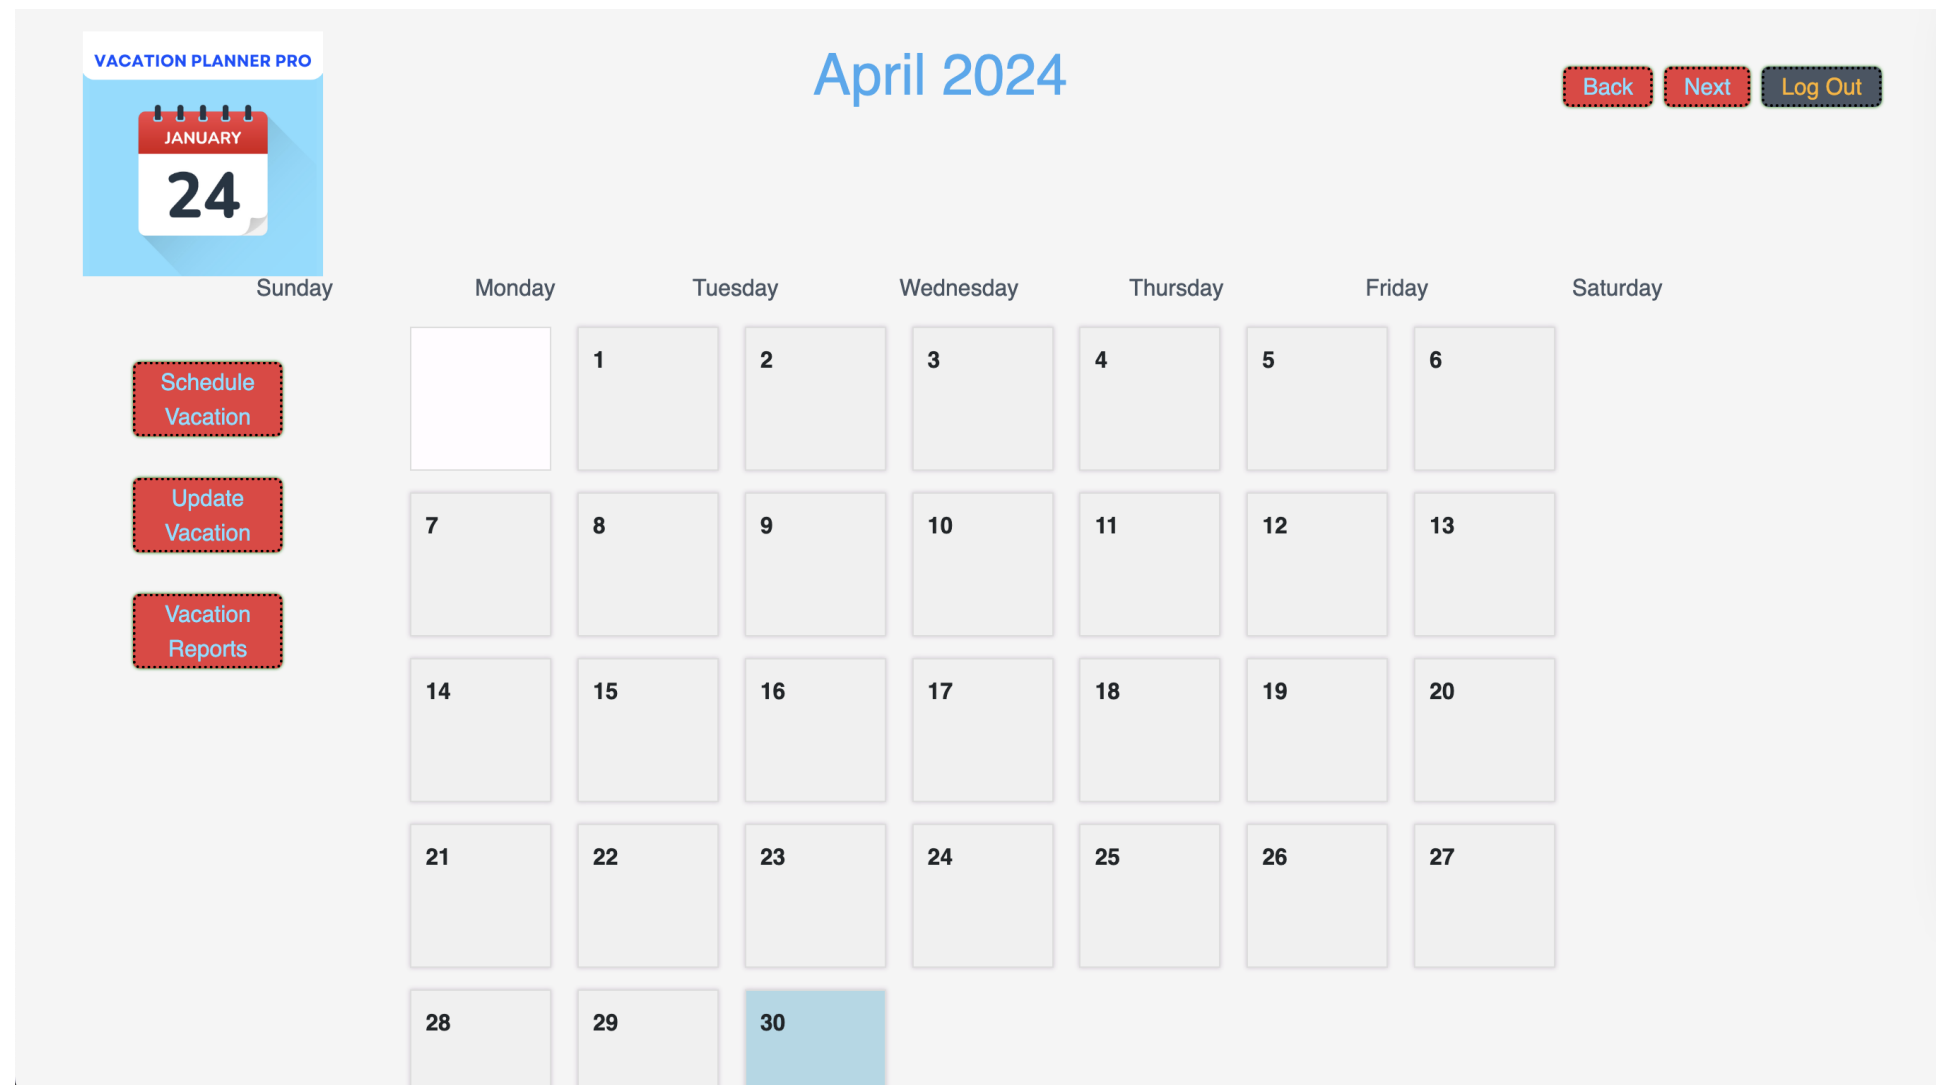 VACATION PLANNER PRO
JANUARY
24
April 2024
Back Next Log Out
Sunday Monday Tuesday Wednesday Thursday Friday Saturday
Schedule
Vacation
Update
Vacation
Vacation
Reports
1 2 3 4 5 6
7 8 9 10 11 12 13
14 15 16 17 18 19 20
21 22 23 24 25 26 27
28 29 30